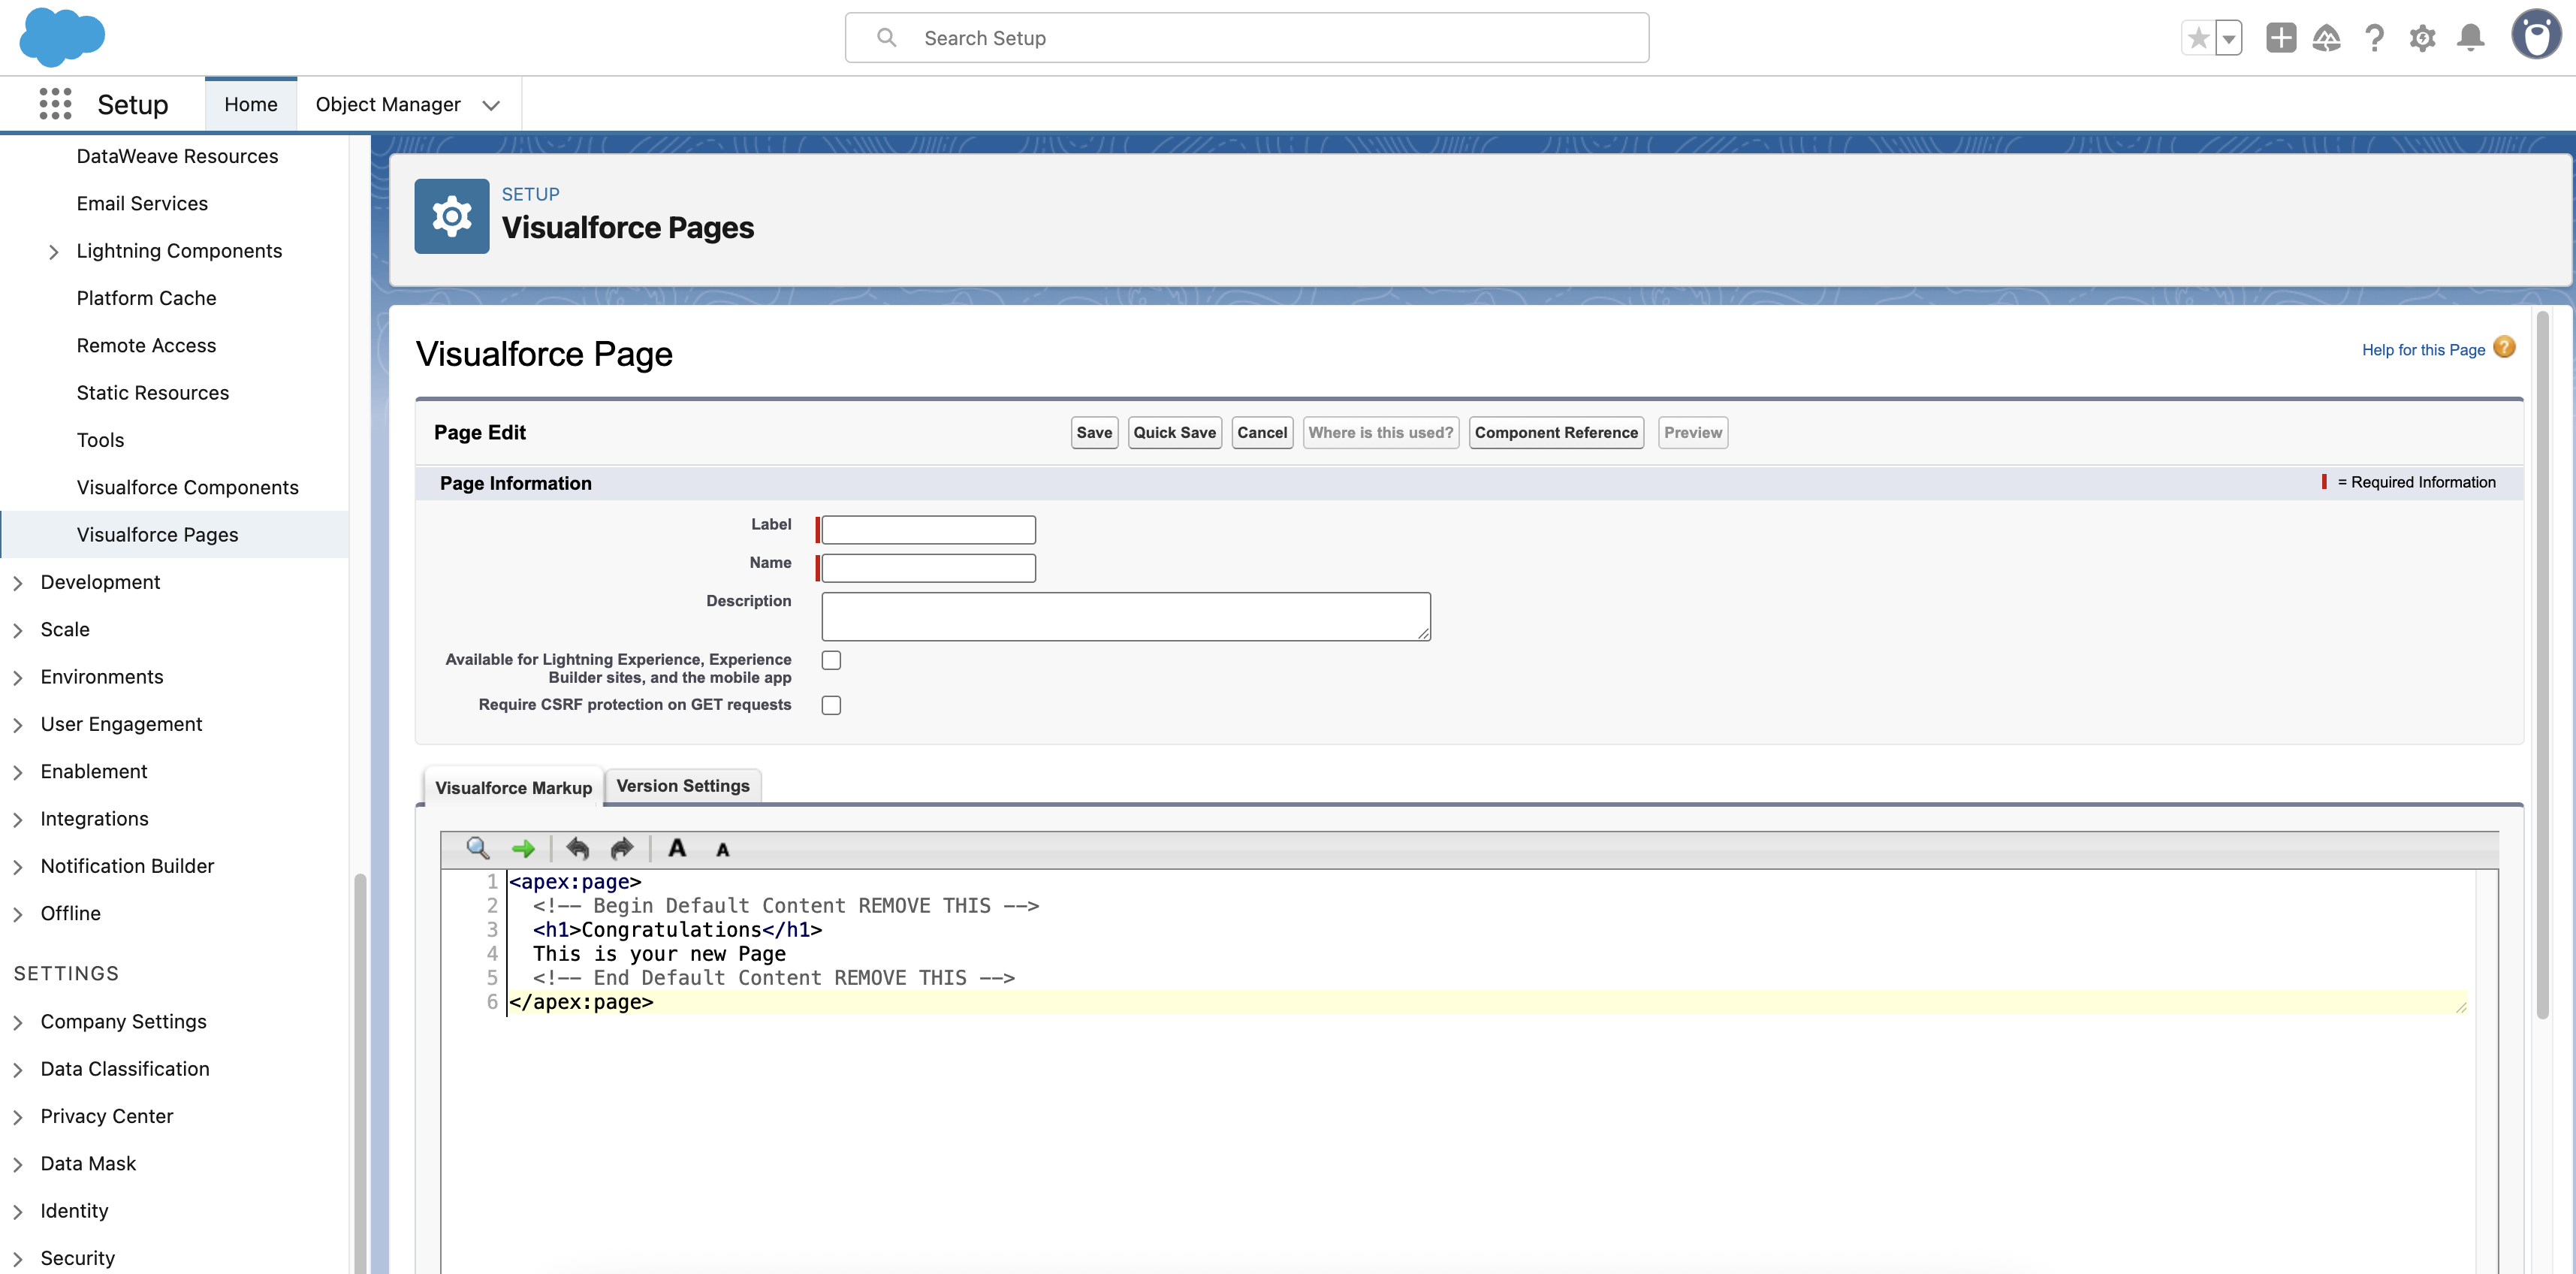 Search Setup
Setup
Home
Object Manager
DataWeave Resources
Email Services
Lightning Components
Platform Cache
Remote Access
Static Resources
Tools
Visualforce Components
Visualforce Pages
Development
Scale
Environments
User Engagement
Enablement
Integrations
Notification Builder
Offline
SETTINGS
Company Settings
Data Classification
Privacy Center
Data Mask
Identity
Security
SETUP
Visualforce Pages
Visualforce Page
Help for this Page
Page Edit
Save
Quick Save
Cancel
Where is this used?
Component Reference
Preview
Page Information
= Required Information
Label
Name
Description
Available for Lightning Experience, Experience
Builder sites, and the mobile app
Require CSRF protection on GET requests
Visualforce Markup
Version Settings
A A
1 <apex:page>
2 <!-- Begin Default Content REMOVE THIS -->
3 <h1>Congratulations</h1>
4 This is your new Page
5 <!-- End Default Content REMOVE THIS -->
6 </apex:page>